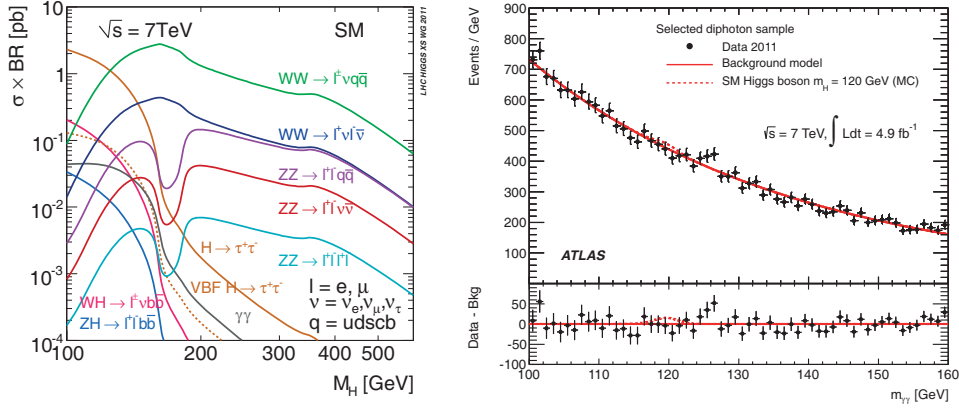 √s = 7TeV
SM
LHC HIGGS XS WG 2011
σ × BR [pb]
10
1
10⁻¹
10⁻²
10⁻³
10⁻⁴
WW → l±νqq̄
WW → l⁺νl⁻ν̄
ZZ → l⁺l⁻qq̄
ZZ → l⁺l⁻νν̄
ZZ → l⁺l⁻l⁺l⁻
H → τ⁺τ⁻
VBF H → τ⁺τ⁻
WH → l±νbb̄
ZH → l⁺l⁻bb̄
γγ
l = e, μ
ν = νe,νμ,ντ
q = udscb
100 200 300 400 500
M_H [GeV]
Events / GeV
900
800
700
600
500
400
300
200
100
0
Selected diphoton sample
Data 2011
Background model
SM Higgs boson m_H = 120 GeV (MC)
√s = 7 TeV, ∫ Ldt = 4.9 fb⁻¹
ATLAS
Data - Bkg
50
0
-50
-100
100 110 120 130 140 150 160
m_γγ [GeV]